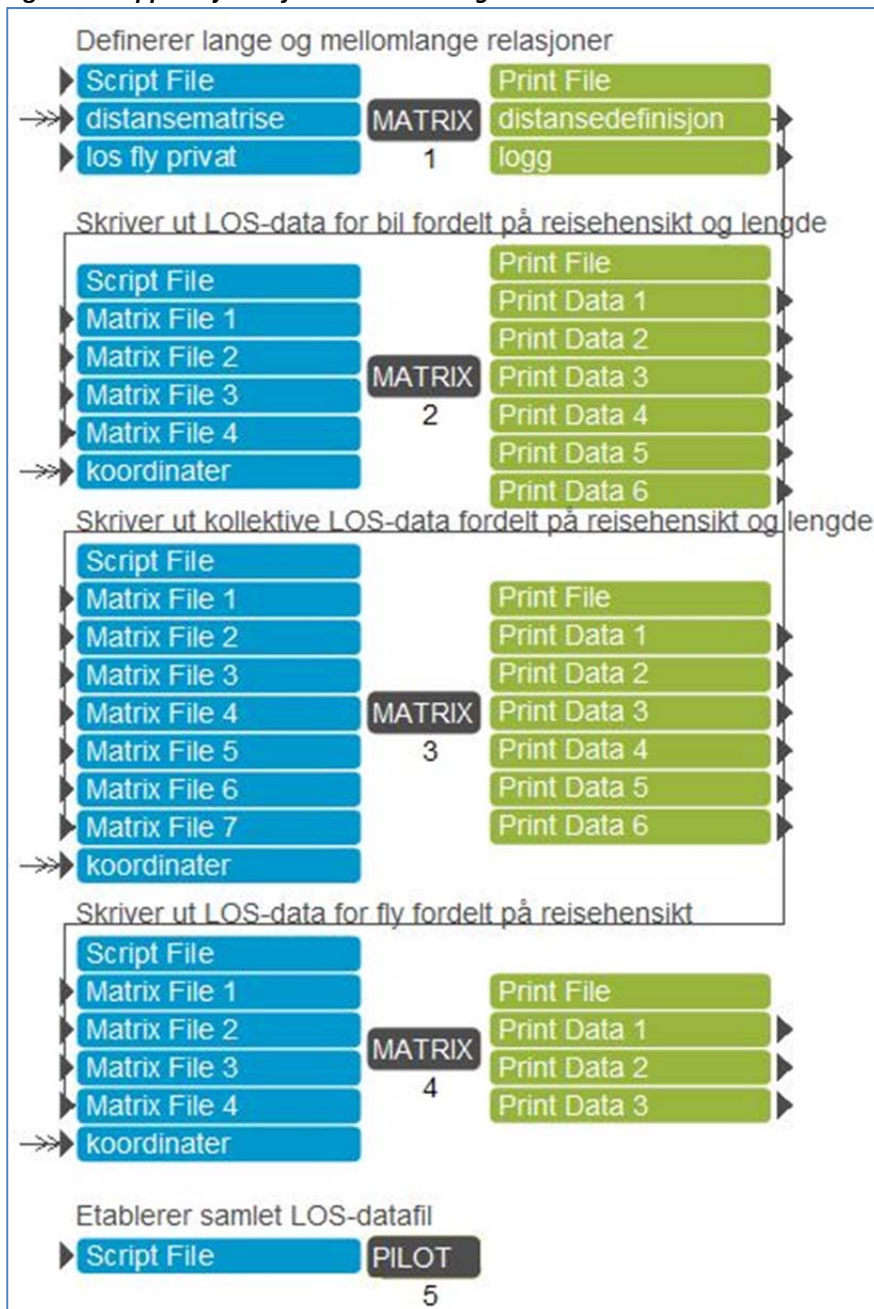 Definerer lange og mellomlange relasjoner
Script File
distansematrise
los fly privat
MATRIX
1
Print File
distansedefinisjon
logg
Skriver ut LOS-data for bil fordelt på reisehensikt og lengde
Script File
Matrix File 1
Matrix File 2
Matrix File 3
Matrix File 4
koordinater
MATRIX
2
Print File
Print Data 1
Print Data 2
Print Data 3
Print Data 4
Print Data 5
Print Data 6
Skriver ut kollektive LOS-data fordelt på reisehensikt og lengde
Script File
Matrix File 1
Matrix File 2
Matrix File 3
Matrix File 4
Matrix File 5
Matrix File 6
Matrix File 7
koordinater
MATRIX
3
Print File
Print Data 1
Print Data 2
Print Data 3
Print Data 4
Print Data 5
Print Data 6
Skriver ut LOS-data for fly fordelt på reisehensikt
Script File
Matrix File 1
Matrix File 2
Matrix File 3
Matrix File 4
koordinater
MATRIX
4
Print File
Print Data 1
Print Data 2
Print Data 3
Etablerer samlet LOS-datafil
Script File
PILOT
5